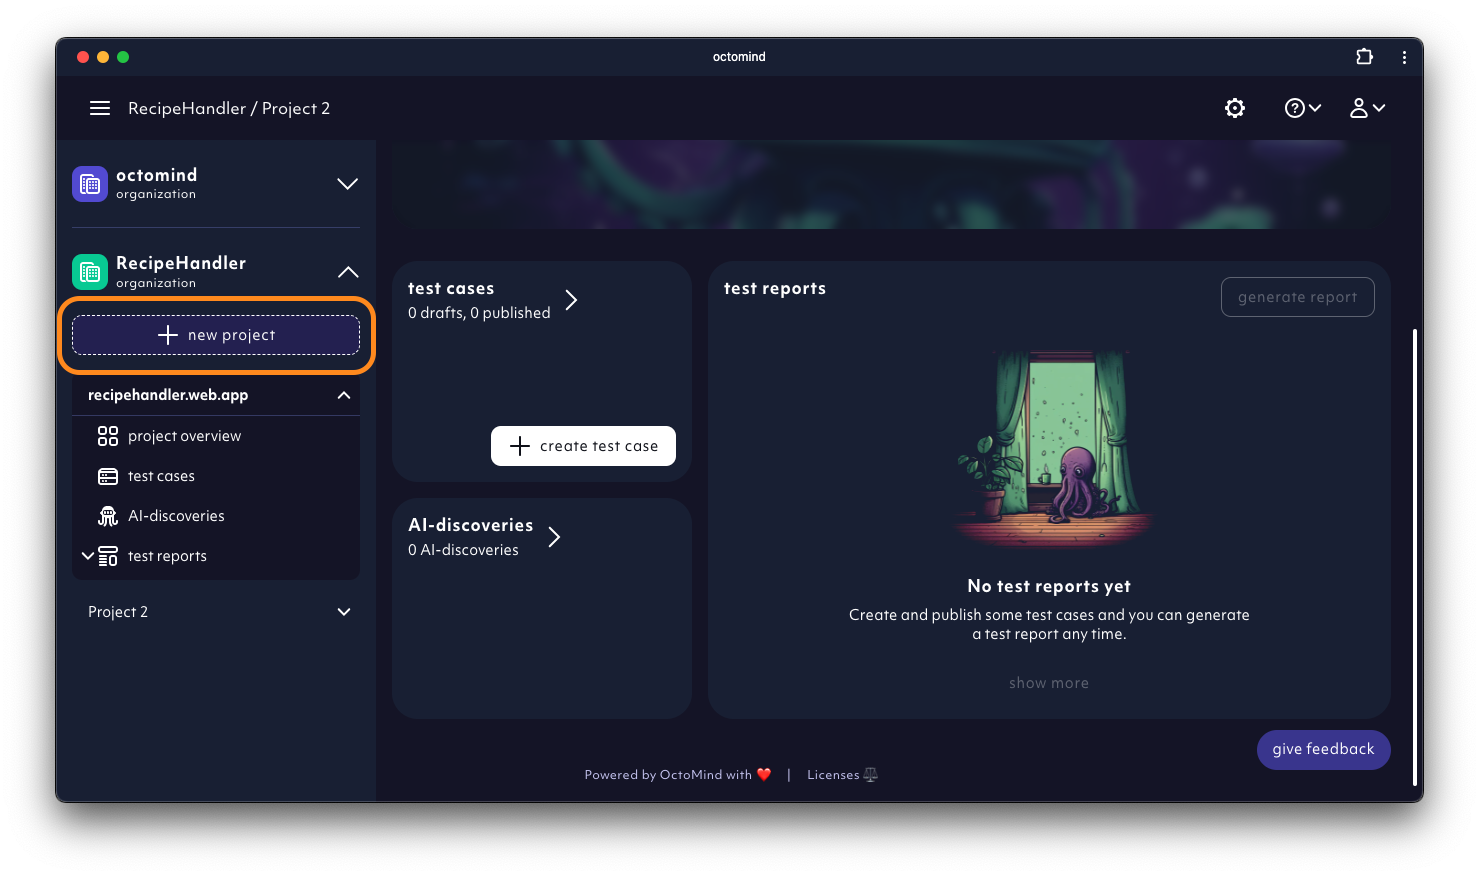 octomind
RecipeHandler / Project 2
octomind
organization
RecipeHandler
organization
new project
recipehandler.web.app
project overview
test cases
AI-discoveries
test reports
Project 2
test cases
0 drafts, 0 published
create test case
AI-discoveries
0 AI-discoveries
test reports
generate report
No test reports yet
Create and publish some test cases and you can generate
a test report any time.
show more
give feedback
Powered by OctoMind with ❤️ | Licenses ⚖️